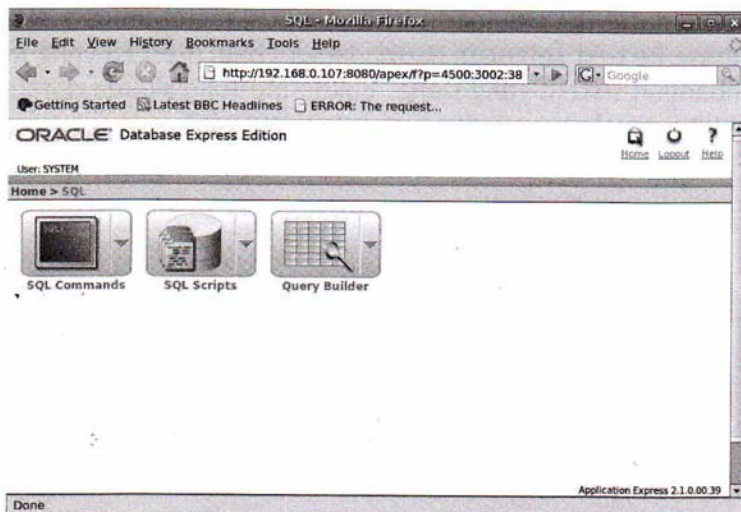 SQL - Mozilla Firefox
File Edit View History Bookmarks Tools Help
http://192.168.0.107:8080/apex/f?p=4500:3002:38
G Google
Getting Started Latest BBC Headlines ERROR: The request...
ORACLE Database Express Edition
Home Logout Help
User: SYSTEM
Home > SQL
SQL
SQL Commands SQL Scripts Query Builder
Application Express 2.1.0.00.39
Done